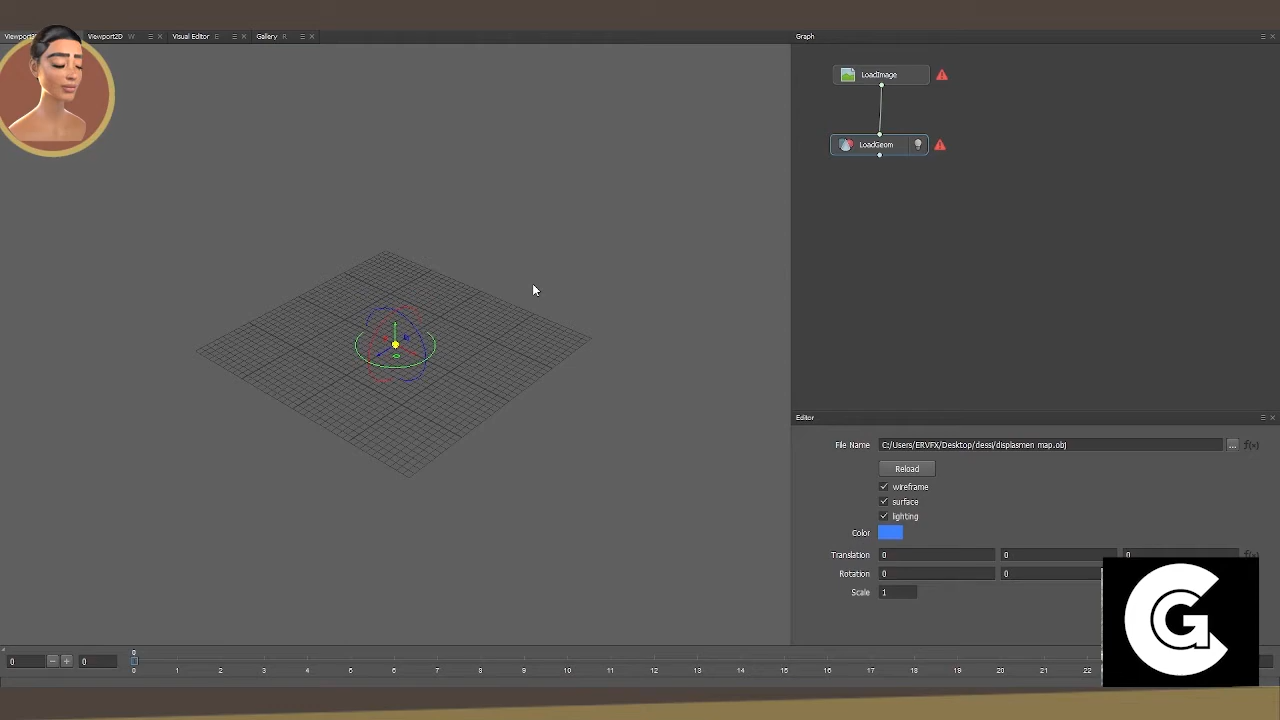 Viewport2D W
Visual Editor E
Gallery R
Graph
LoadImage
LoadGeom
Editor
File Name C:/Users/ERVFX/Desktop/dessi/displasmen map.obj ... f(x)
Reload
wireframe
surface
lighting
Color
Translation 0 0 0
Rotation 0 0
Scale 1
0
0 0 0 1 2 3 4 5 6 7 8 9 10 11 12 13 14 15 16 17 18 19 20 21 22
G